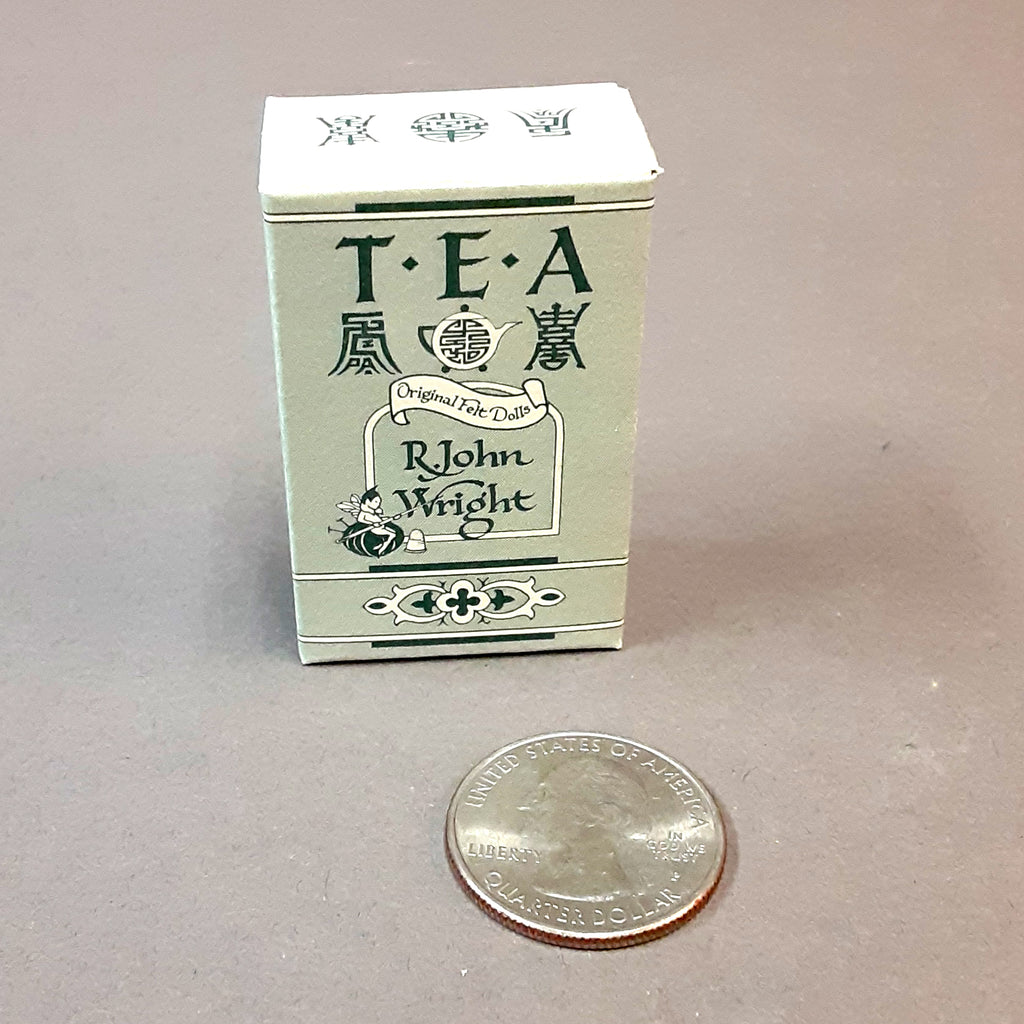 T·E·A
Original Felt Dolls
R. John
Wright
UNITED STATES OF AMERICA
LIBERTY
IN
GOD WE
TRUST
QUARTER DOLLAR